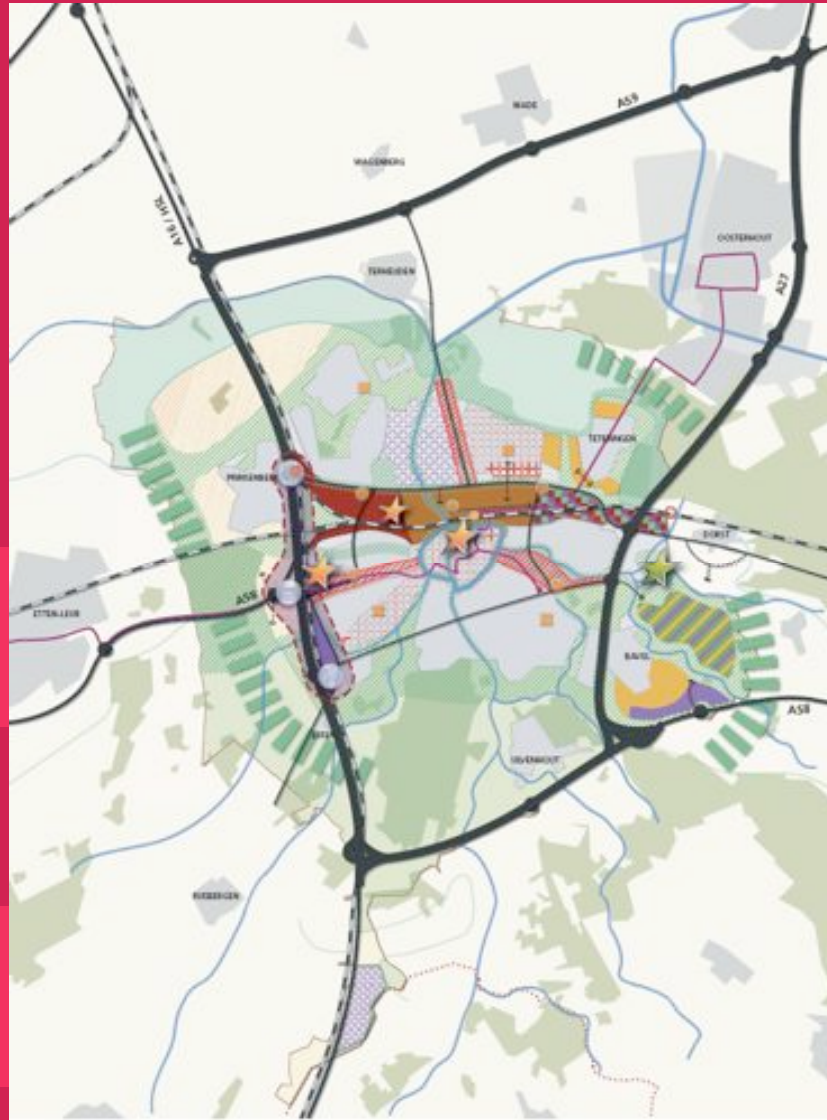 MADE
A59
WAGENBERG
A16 / HSL
OOSTERHOUT
TERHEIJDEN
A27
TETERINGEN
PRINSENBEEK
DORST
ETTEN-LEUR
A58
BAVEL
A58
ULVENHOUT
RIJSBERGEN